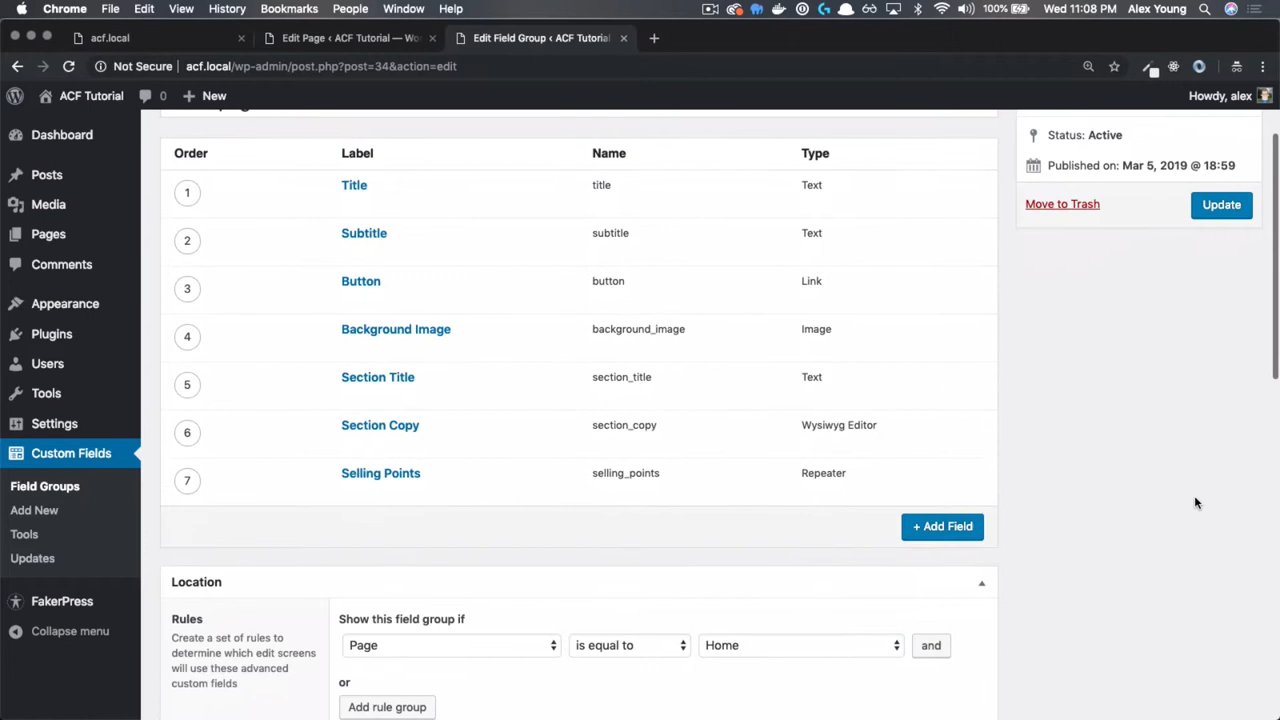 Chrome File Edit View History Bookmarks People Window Help 100% Wed 11:08 PM Alex Young
acf.local Edit Page ‹ ACF Tutorial — Wo Edit Field Group ‹ ACF Tutorial
Not Secure acf.local/wp-admin/post.php?post=34&action=edit
ACF Tutorial 0 New Howdy, alex
Dashboard
Posts
Media
Pages
Comments
Appearance
Plugins
Users
Tools
Settings
Custom Fields
Field Groups
Add New
Tools
Updates
FakerPress
Collapse menu
Order Label Name Type
1 Title title Text
2 Subtitle subtitle Text
3 Button button Link
4 Background Image background_image Image
5 Section Title section_title Text
6 Section Copy section_copy Wysiwyg Editor
7 Selling Points selling_points Repeater
+ Add Field
Location
Rules
Create a set of rules to
determine which edit screens
will use these advanced
custom fields
Show this field group if
Page is equal to Home and
or
Add rule group
Status: Active
Published on: Mar 5, 2019 @ 18:59
Move to Trash Update